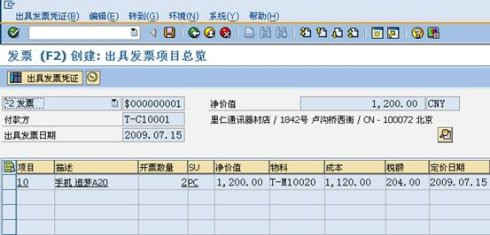 出具发票凭证(B) 编辑(E) 转到(G) 环境(N) 系统(Y) 帮助(H)
发票 (F2) 创建:出具发票项目总览
出具发票凭证
F2 发票 $000000001 净价值 1,200.00 CNY
付款方 T-C10001 里仁通讯器材店 / 1842号 卢沟桥西街 / CN - 100072 北京
出具发票日期 2009.07.15
项目 描述 开票数量 SU 净价值 物料 成本 税额 定价日期
10 手机 追梦A20 2 PC 1,200.00 T-M10020 1,120.00 204.00 2009.07.15